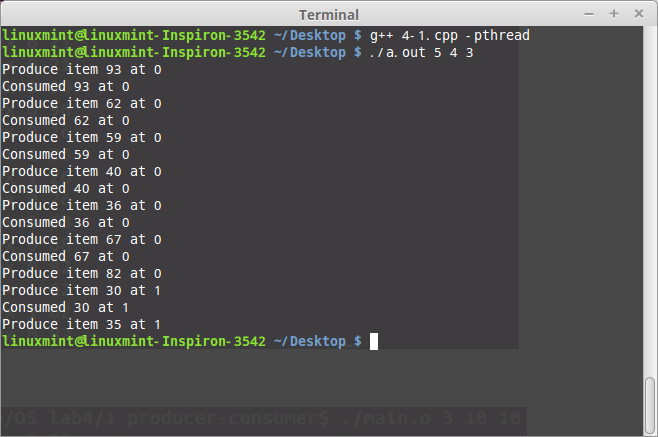 Terminal
linuxmint@linuxmint-Inspiron-3542 ~/Desktop $ g++ 4-1.cpp -pthread
linuxmint@linuxmint-Inspiron-3542 ~/Desktop $ ./a.out 5 4 3
Produce item 93 at 0
Consumed 93 at 0
Produce item 62 at 0
Consumed 62 at 0
Produce item 59 at 0
Consumed 59 at 0
Produce item 40 at 0
Consumed 40 at 0
Produce item 36 at 0
Consumed 36 at 0
Produce item 67 at 0
Consumed 67 at 0
Produce item 82 at 0
Produce item 30 at 1
Consumed 30 at 1
Produce item 35 at 1
linuxmint@linuxmint-Inspiron-3542 ~/Desktop $
/OS lab4/1 producer-consumer$ ./main.o 3 10 10